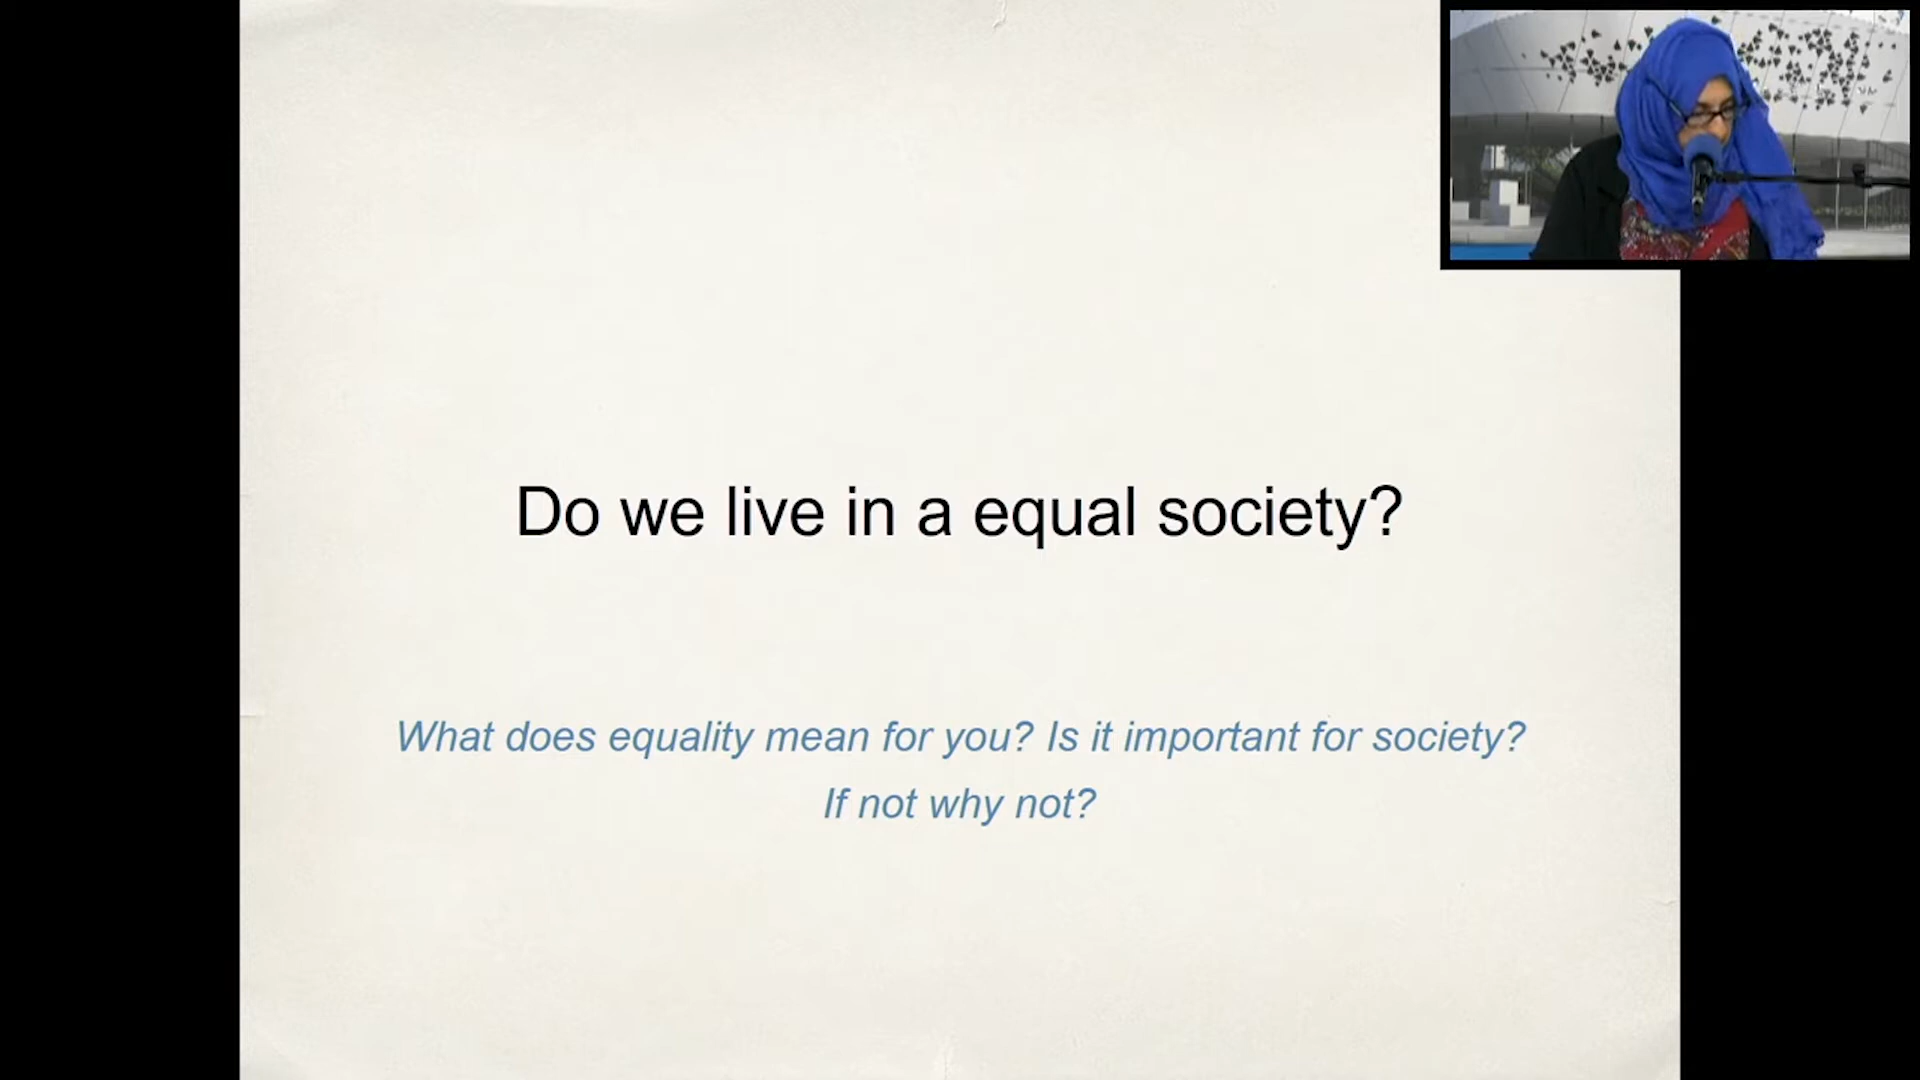 Do we live in a equal society?
What does equality mean for you? Is it important for society?
If not why not?